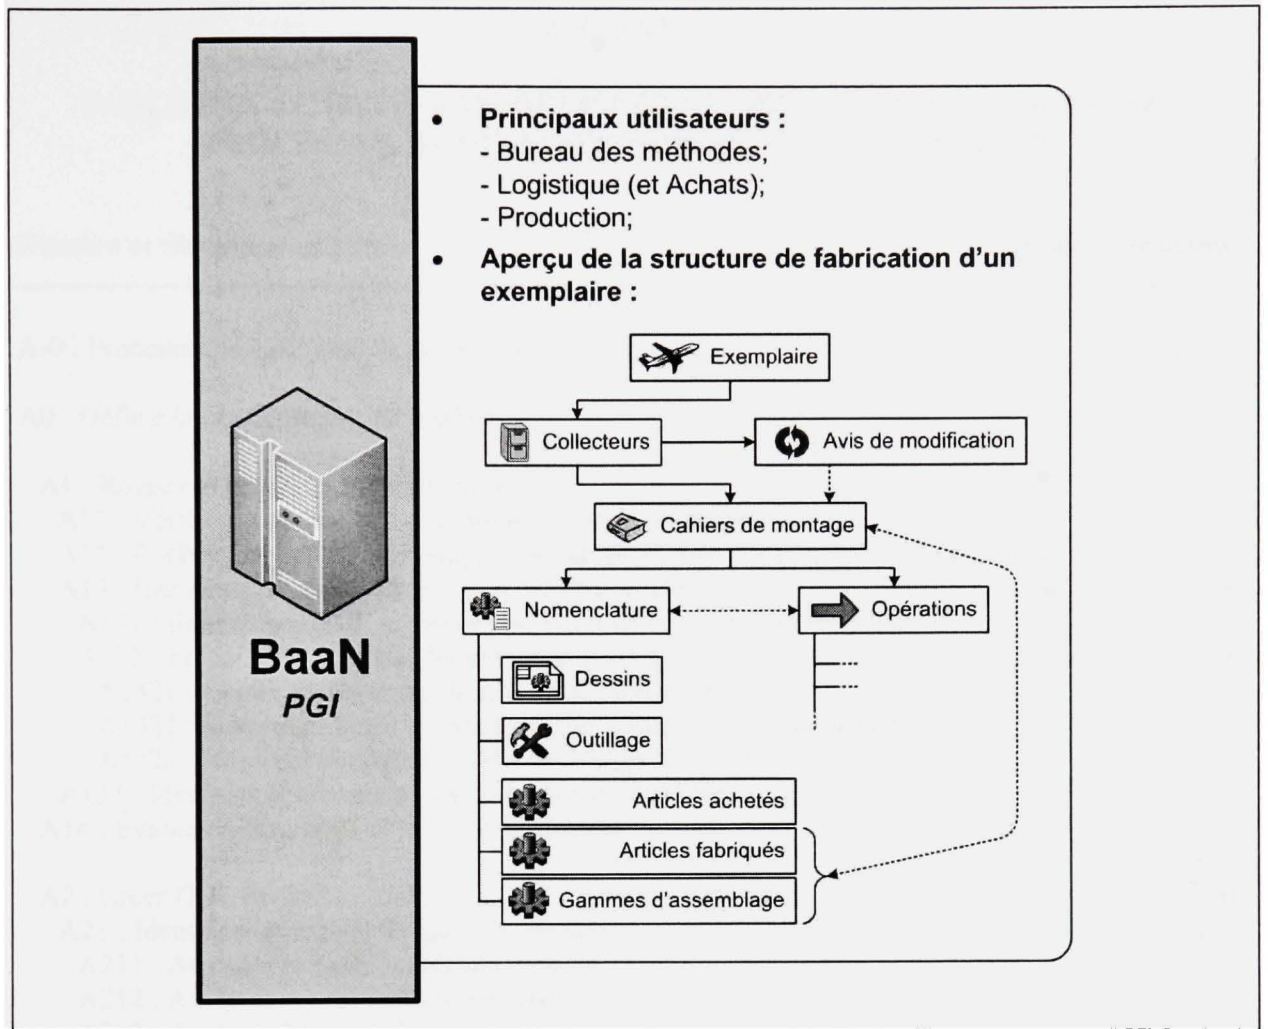 • Principaux utilisateurs :
- Bureau des méthodes;
- Logistique (et Achats);
- Production;
• Aperçu de la structure de fabrication d'un
exemplaire :
Exemplaire
Collecteurs
Avis de modification
Cahiers de montage
Nomenclature
Opérations
Dessins
Outillage
Articles achetés
Articles fabriqués
Gammes d'assemblage
BaaN
PGI